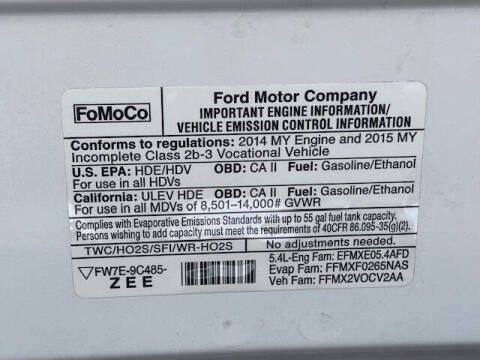 FoMoCo
Ford Motor Company
IMPORTANT ENGINE INFORMATION/
VEHICLE EMISSION CONTROL INFORMATION
Conforms to regulations: 2014 MY Engine and 2015 MY
Incomplete Class 2b-3 Vocational Vehicle
U.S. EPA: HDE/HDV OBD: CA II Fuel: Gasoline/Ethanol
For use in all HDVs
California: ULEV HDE OBD: CA II Fuel: Gasoline/Ethanol
For use in all MDVs of 8,501-14,000# GVWR
Complies with Evaporative Emissions Standards with up to 55 gal fuel tank capacity.
Persons wishing to add fuel tank capacity must meet the requirements of 40CFR 86.095-35(g)(2).
TWC/HO2S/SFI/WR-HO2S No adjustments needed.
FW7E-9C485-
ZEE
5.4L-Eng Fam: EFMXE05.4AFD
Evap Fam: FFMXF0265NAS
Veh Fam: FFMX2VOCV2AA